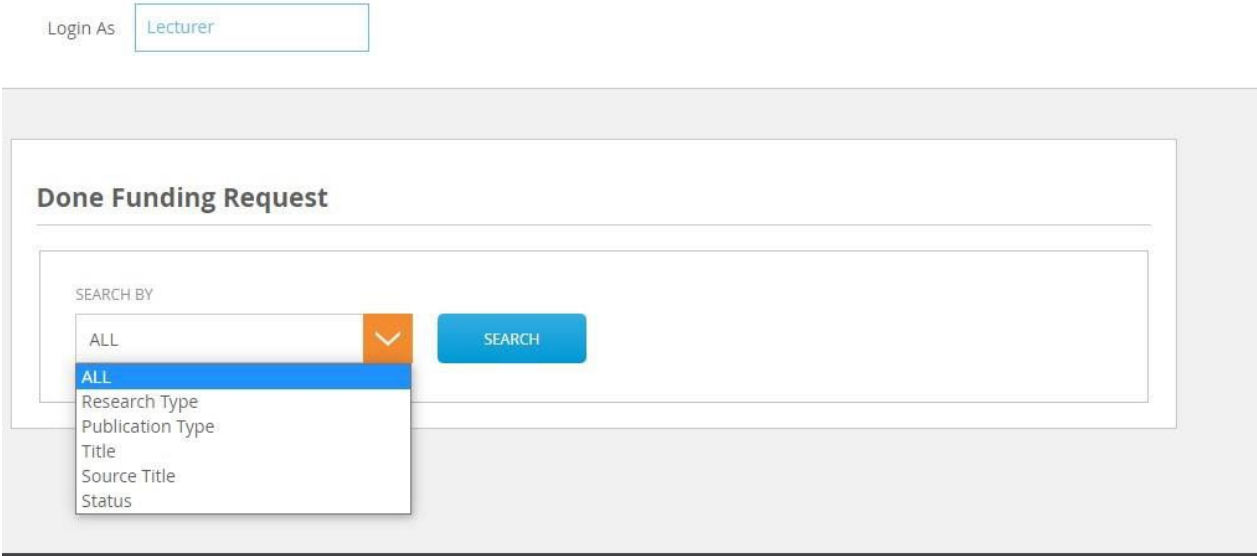 Login As Lecturer
Done Funding Request
SEARCH BY
ALL SEARCH
ALL
Research Type
Publication Type
Title
Source Title
Status